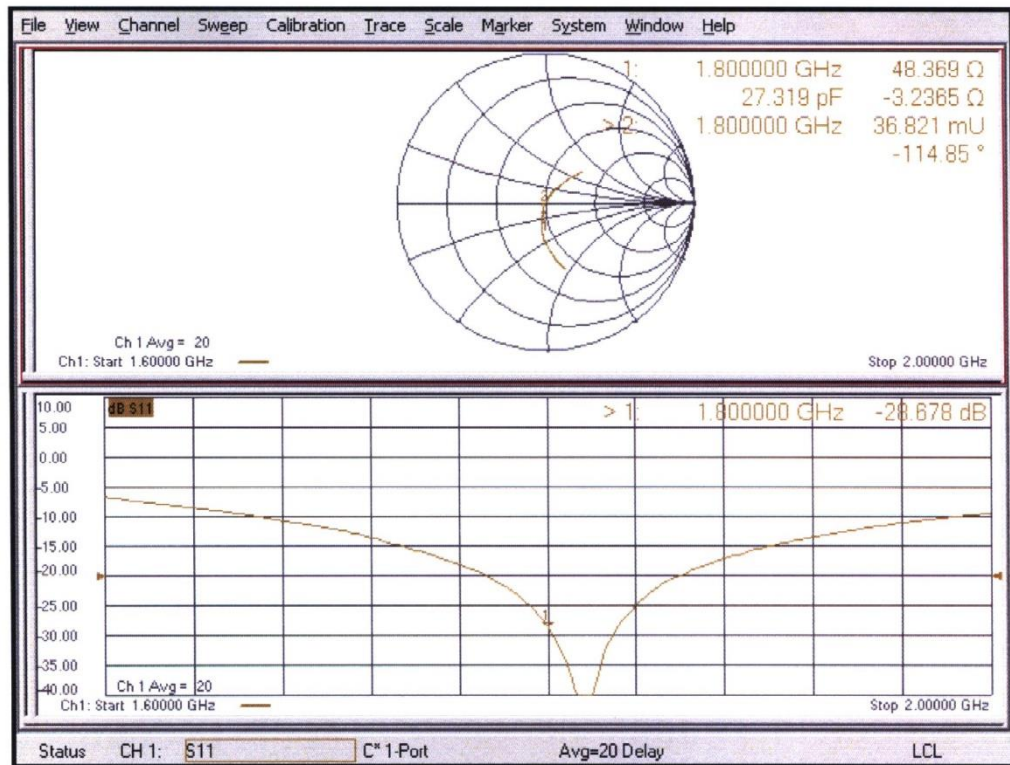 File View Channel Sweep Calibration Trace Scale Marker System Window Help
1: 1.800000 GHz 48.369 Ω
27.319 pF -3.2365 Ω
> 2: 1.800000 GHz 36.821 mU
-114.85 °
Ch 1 Avg = 20
Ch1: Start 1.60000 GHz Stop 2.00000 GHz
10.00 dB S11 > 1: 1.800000 GHz -28.678 dB
5.00
0.00
-5.00
-10.00
-15.00
-20.00
-25.00
1
-30.00
-35.00
-40.00 Ch 1 Avg = 20
Ch1: Start 1.60000 GHz Stop 2.00000 GHz
Status CH 1: S11 C* 1-Port Avg=20 Delay LCL